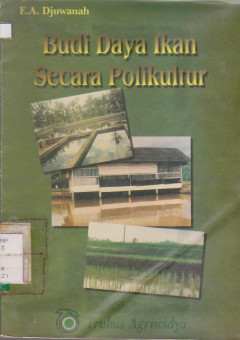 E.A. Djuwanah
Budi Daya Ikan
Secara Polikultur
Trubus Agriwidya